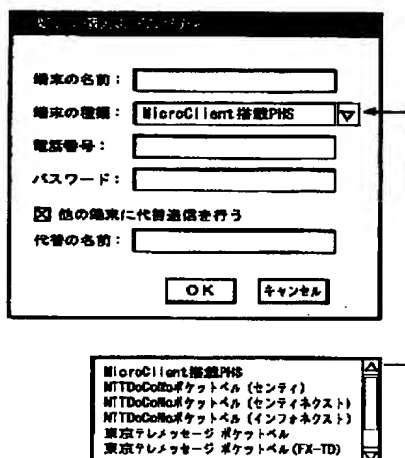 端末の名前：
端末の種類： MicroClient搭載PHS
電話番号：
パスワード：
他の端末に代替通信を行う
代替の名前：
OK キャンセル
MicroClient搭載PHS
NTTDoCoMoポケットベル (センティ)
NTTDoCoMoポケットベル (センティネクスト)
NTTDoCoMoポケットベル (インフォネクスト)
東京テレメッセージ ポケットベル
東京テレメッセージ ポケットベル(FX-TD)